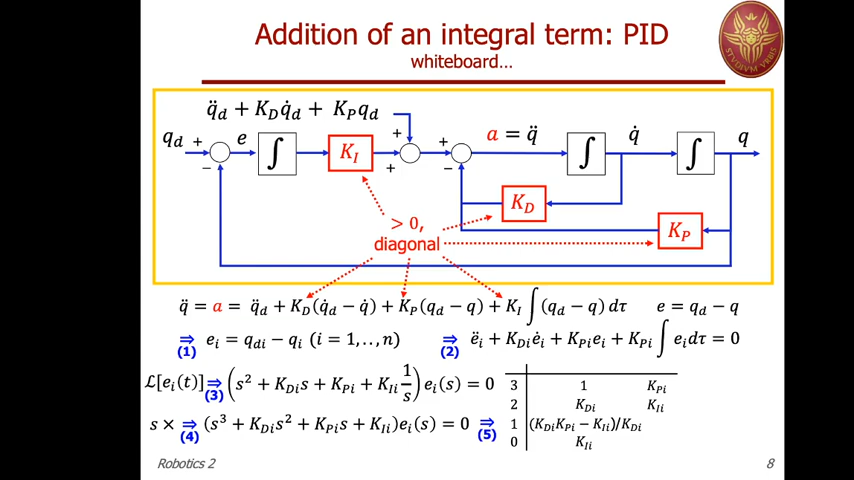 Addition of an integral term: PID
whiteboard...
STVDIVM VRBIS
q̈_d + K_D q̇_d + K_P q_d
q_d + − e ∫ K_I + + + − a = q̈ ∫ q̇ ∫ q
K_D
K_P
> 0,
diagonal
q̈ = a = q̈_d + K_D(q̇_d − q̇) + K_P(q_d − q) + K_I ∫ (q_d − q) dτ e = q_d − q
⇒ (1) e_i = q_di − q_i (i = 1,..,n) ⇒ (2) ë_i + K_Di ė_i + K_Pi e_i + K_Pi ∫ e_i dτ = 0
ℒ[e_i(t)] ⇒ (3) (s² + K_Di s + K_Pi + K_Ii 1/s) e_i(s) = 0
s × ⇒ (4) (s³ + K_Di s² + K_Pi s + K_Ii) e_i(s) = 0 ⇒ (5)
3 1 K_Pi
2 K_Di K_Ii
1 (K_Di K_Pi − K_Ii)/K_Di
0 K_Ii
Robotics 2 8